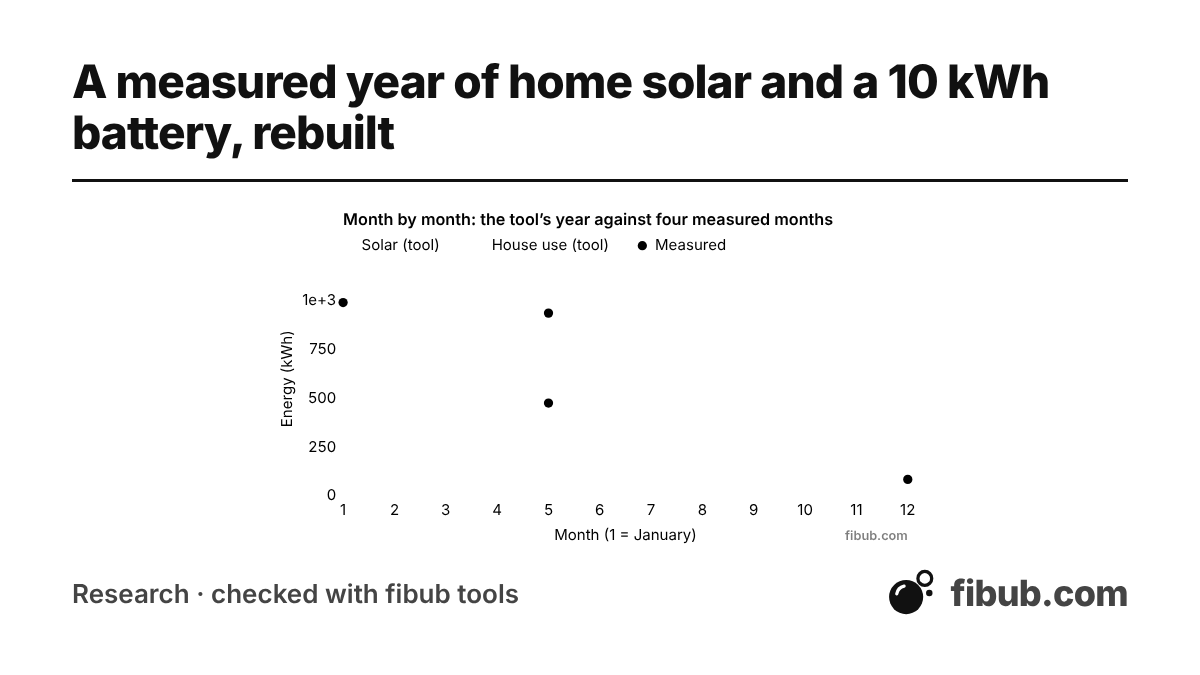 A measured year of home solar and a 10 kWh
battery, rebuilt
Month by month: the tool’s year against four measured months
Solar (tool) House use (tool) Measured
1e+3
750
500
250
0
Energy (kWh)
1 2 3 4 5 6 7 8 9 10 11 12
Month (1 = January)
fibub.com
Research · checked with fibub tools
fibub.com